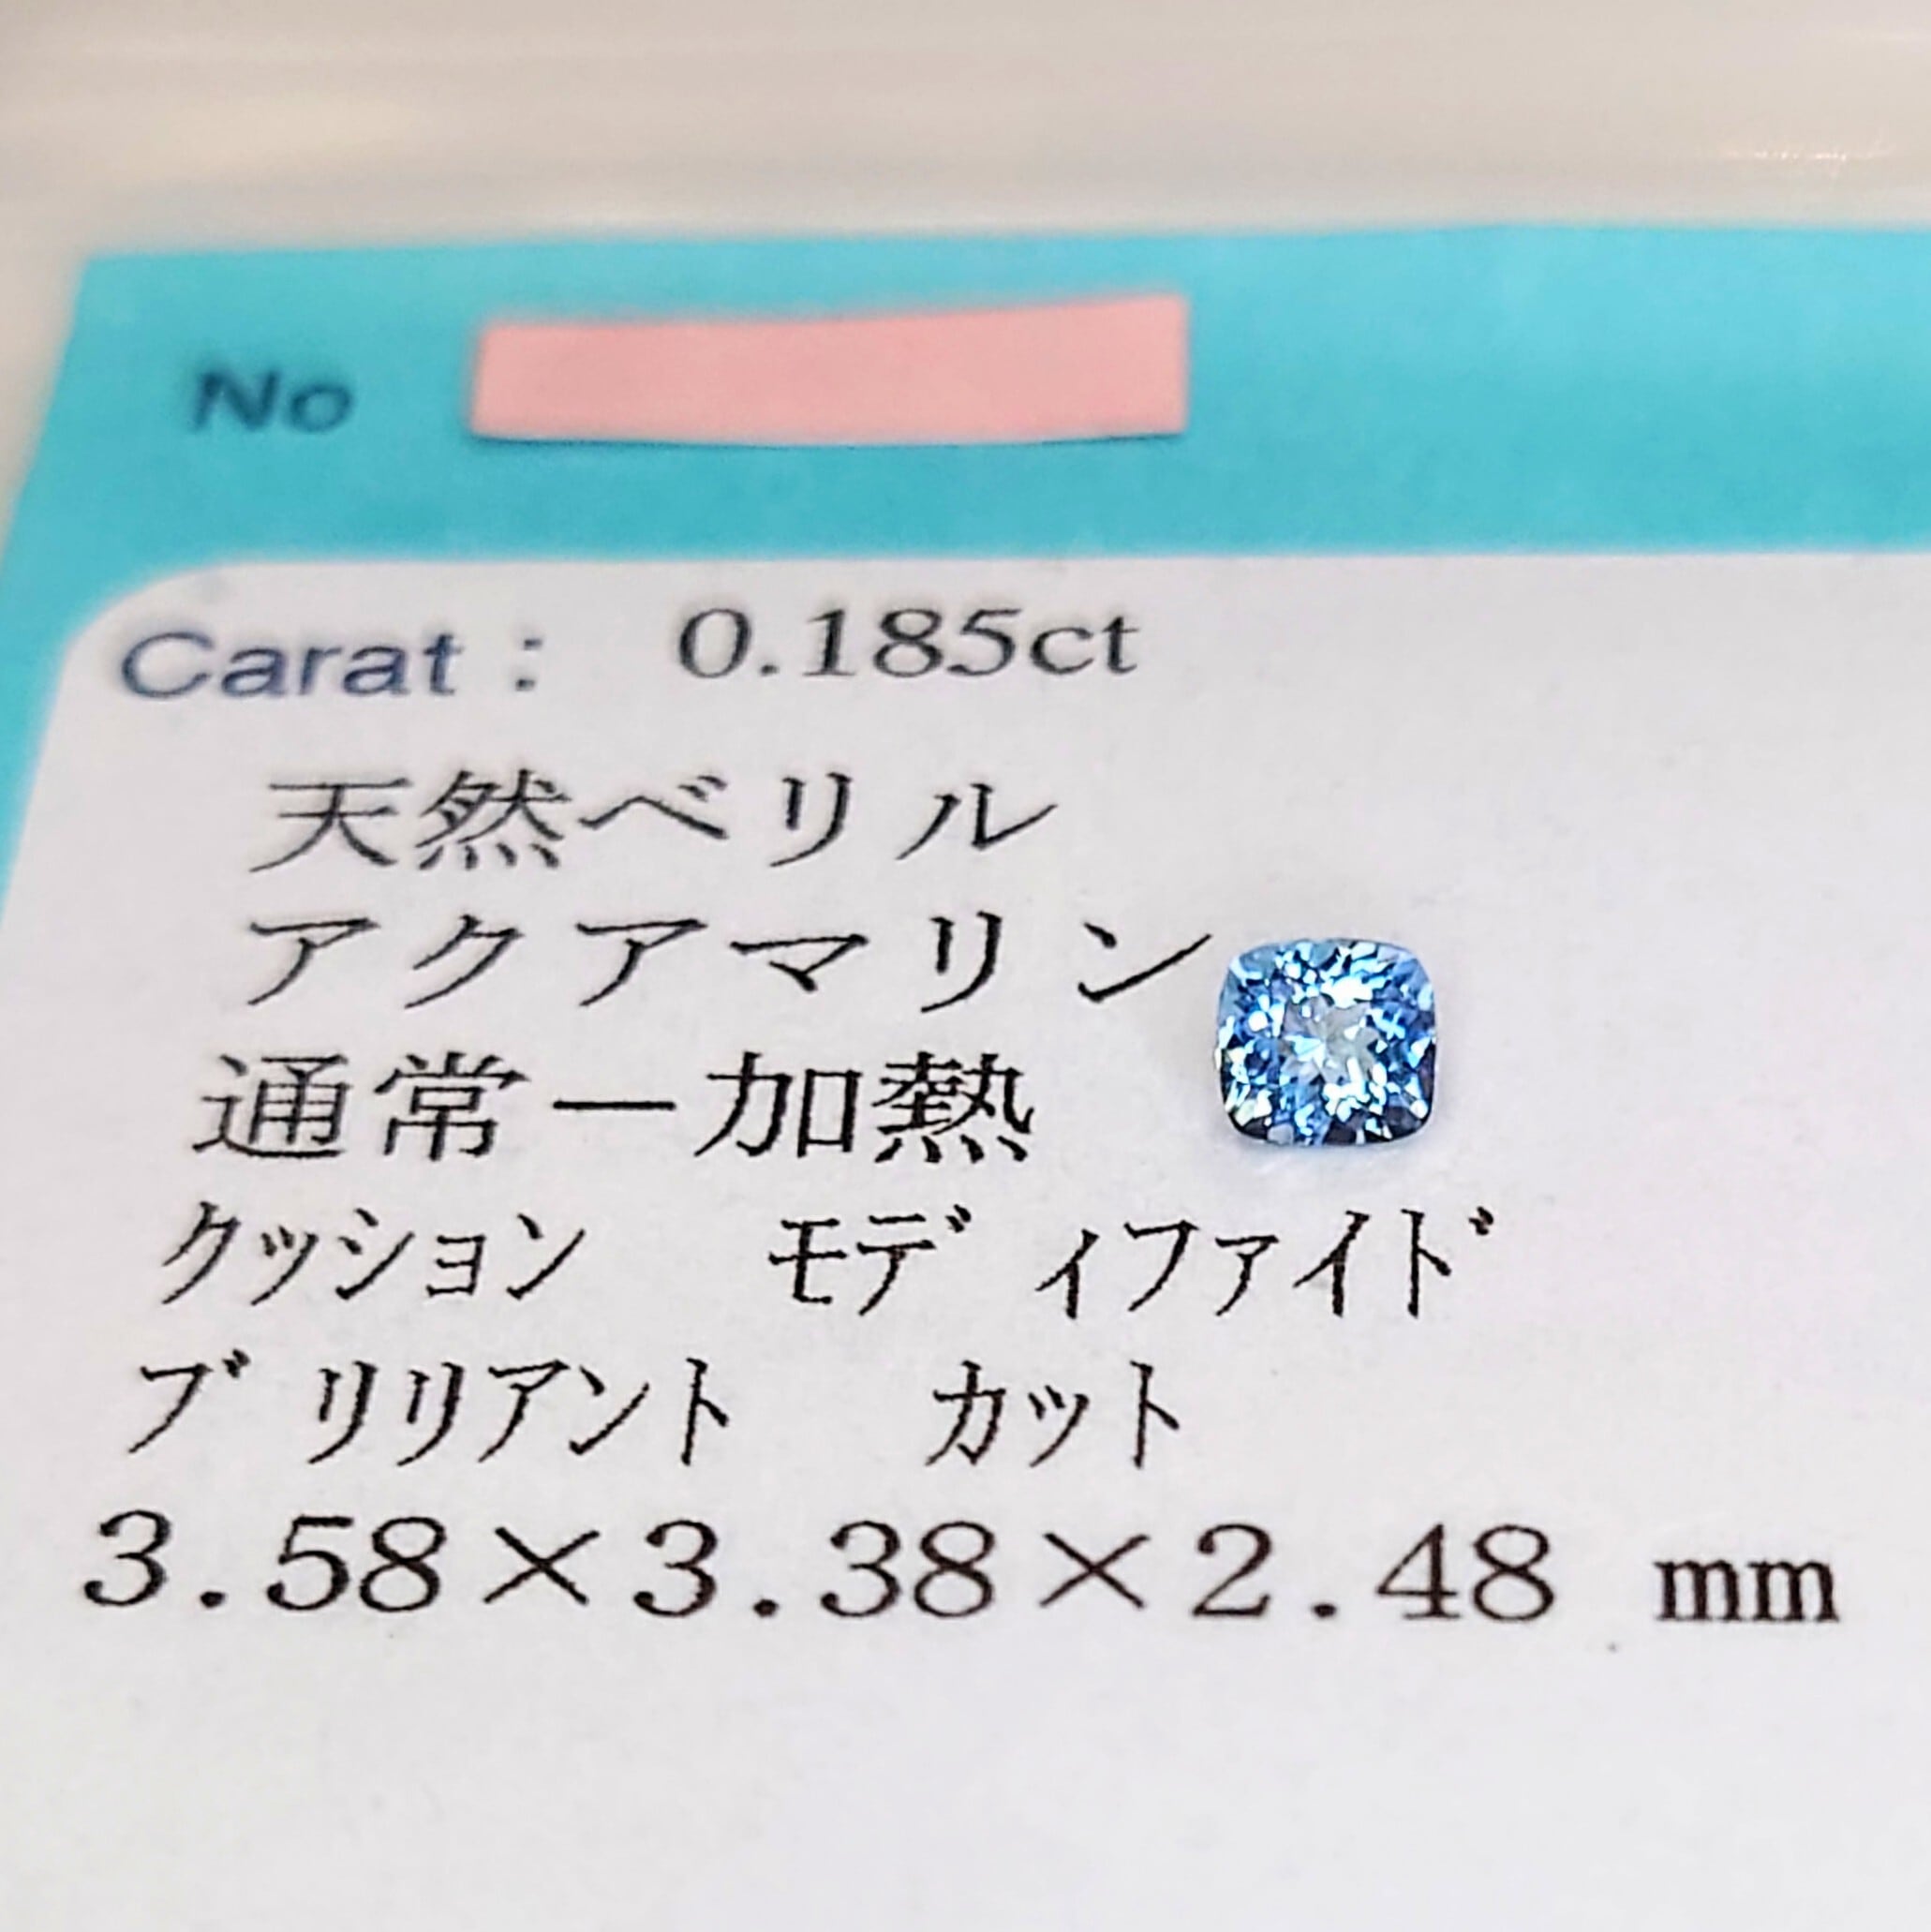 No
Carat : 0.185ct
天然ベリル
アクアマリン
通常ー加熱
ｸｯｼｮﾝ ﾓﾃﾞｨﾌｧｲﾄﾞ
ﾌﾞﾘﾘｱﾝﾄ ｶｯﾄ
3.58×3.38×2.48 mm